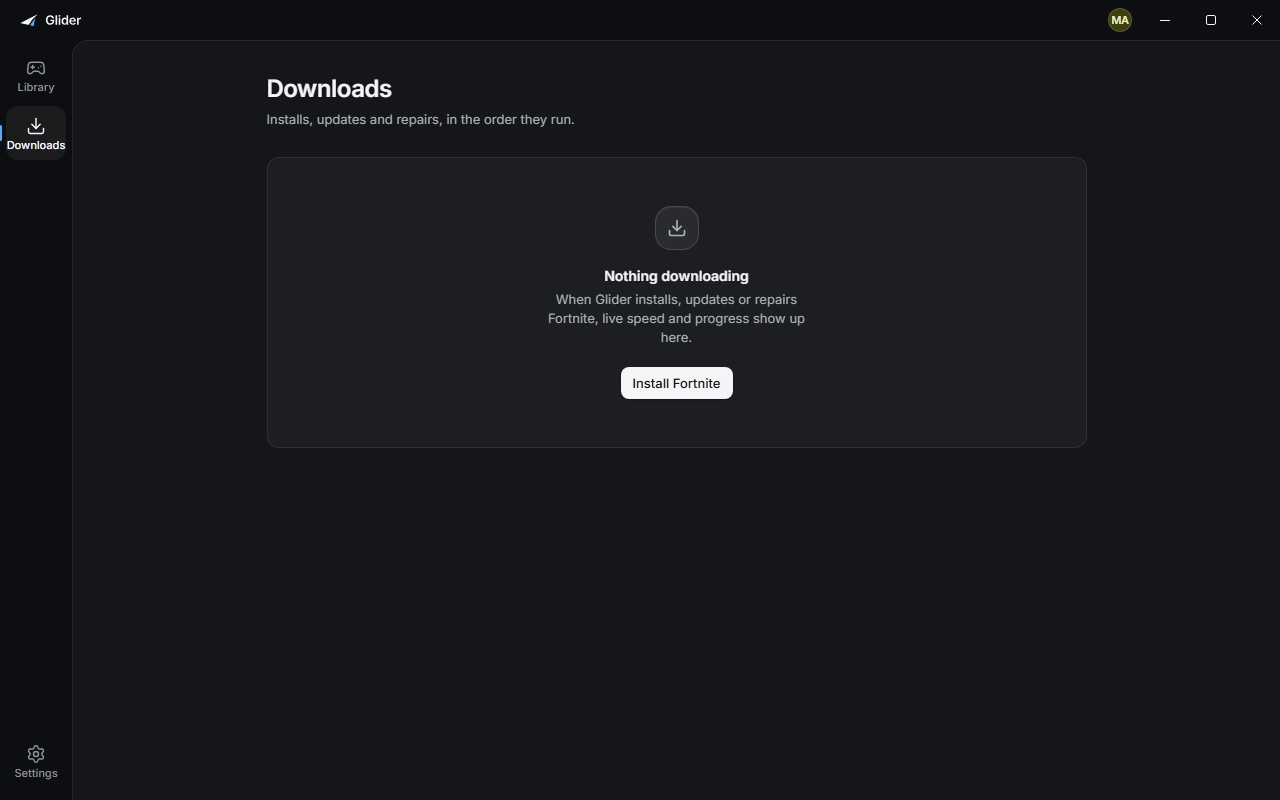 Glider
MA
Library
Downloads
Settings
Downloads
Installs, updates and repairs, in the order they run.
Nothing downloading
When Glider installs, updates or repairs
Fortnite, live speed and progress show up
here.
Install Fortnite